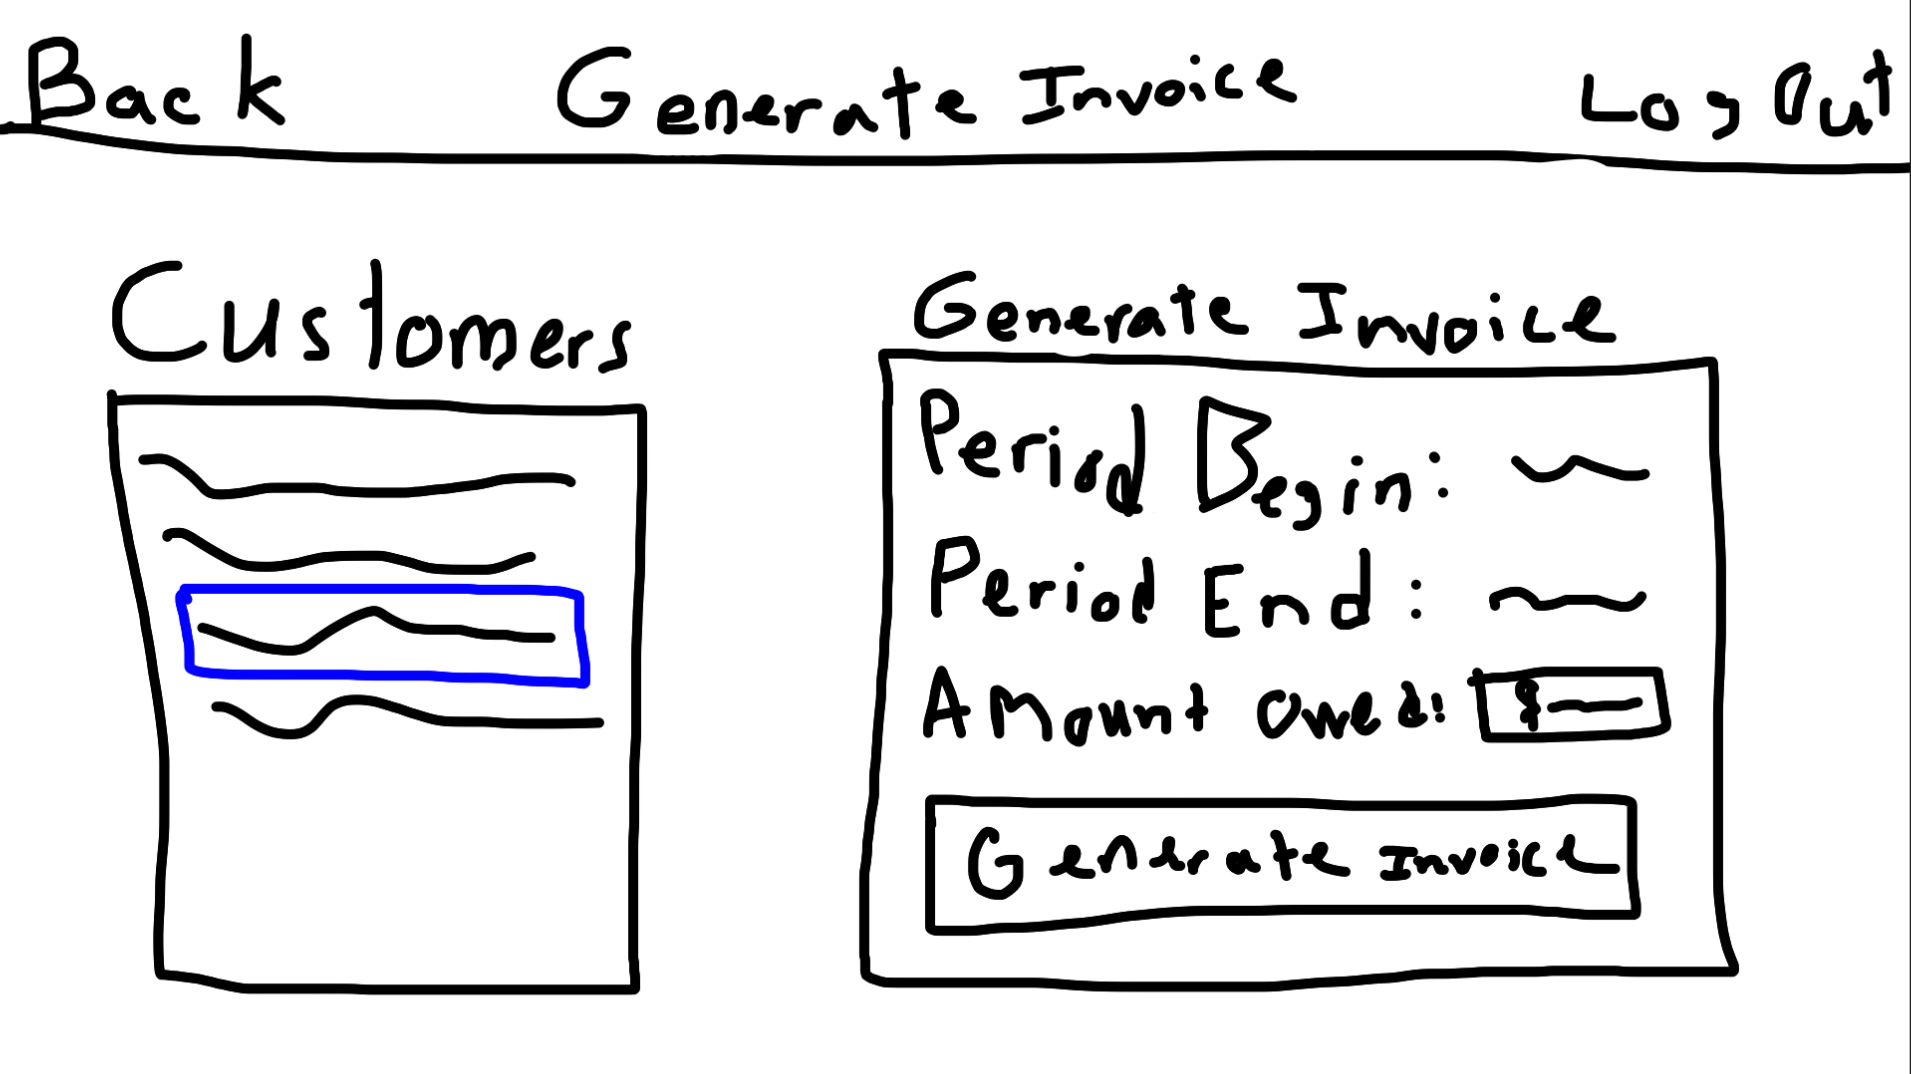 Back Generate Invoice Log Out
Customers
Generate Invoice
Period Begin:
Period End:
Amount owed: $
Generate Invoice